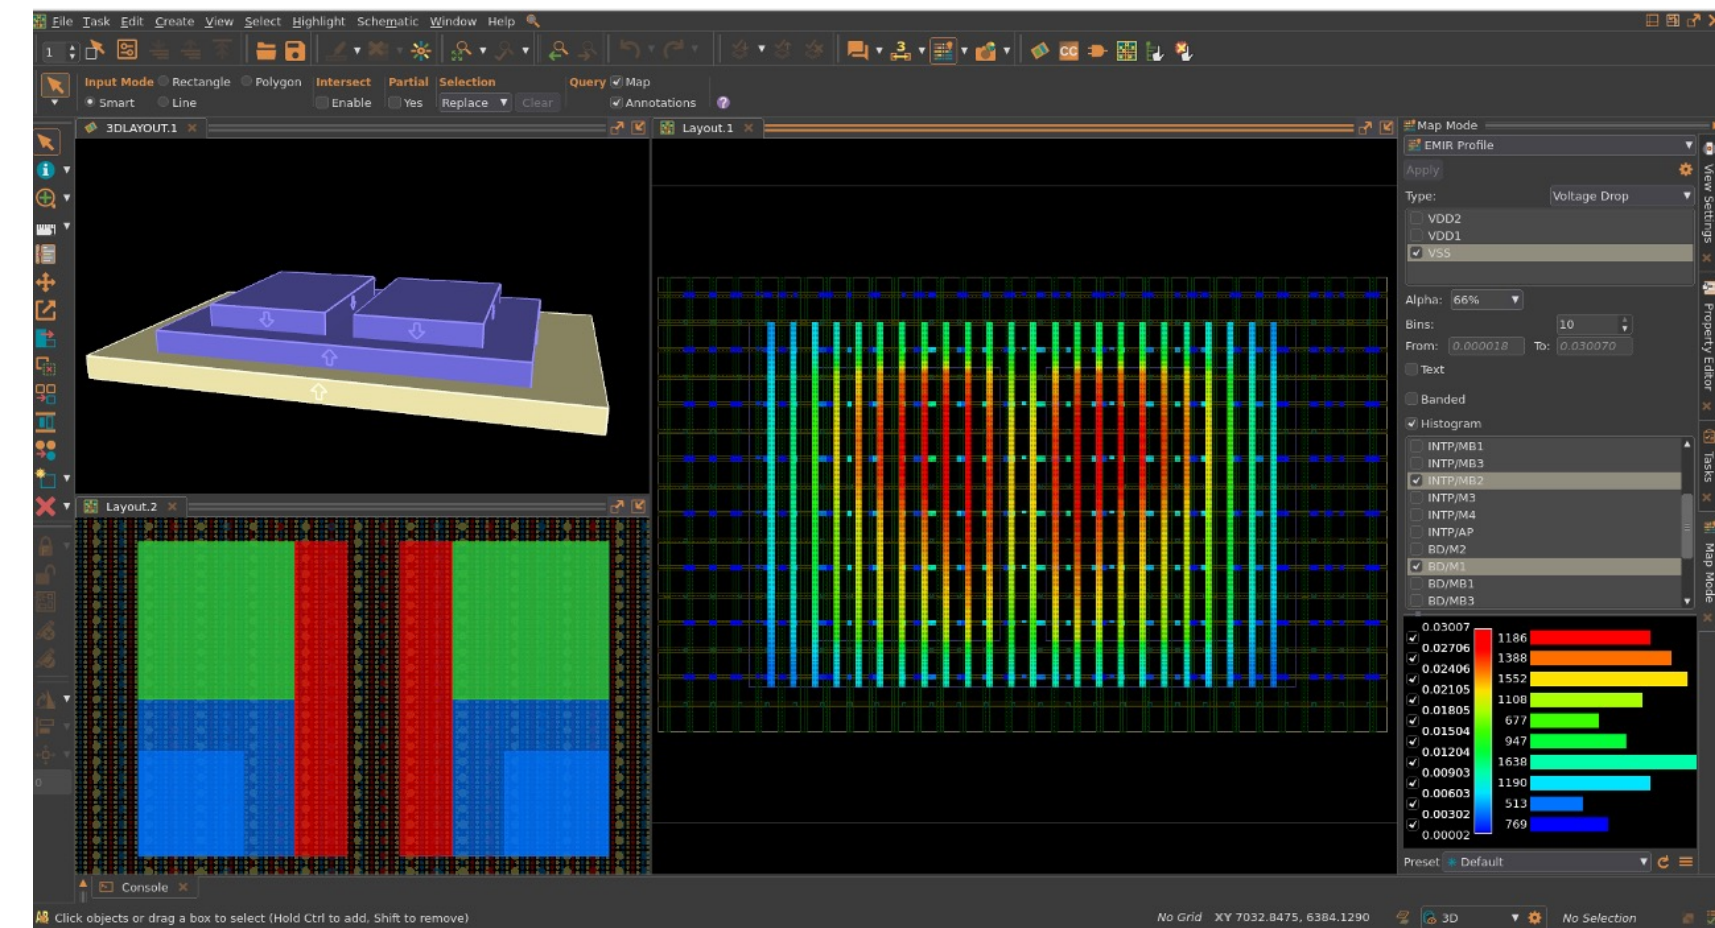 File Task Edit Create View Select Highlight Schematic Window Help
1 3 CC
Input Mode Rectangle Polygon Intersect Partial Selection Query Map
Smart Line Enable Yes Replace Clear Annotations ?
3DLAYOUT.1
Layout.1
Layout.2
0
Map Mode
EMIR Profile
Apply
Type: Voltage Drop
VDD2
VDD1
VSS
Alpha: 66%
Bins: 10
From: 0.000018 To: 0.030070
Text
Banded
Histogram
INTP/MB1
INTP/MB3
INTP/MB2
INTP/M3
INTP/M4
INTP/AP
BD/M2
BD/M1
BD/MB1
BD/MB3
0.03007
1186
0.02706
1388
0.02406
1552
0.02105
1108
0.01805
677
0.01504
947
0.01204
1638
0.00903
1190
0.00603
513
0.00302
769
0.00002
Preset Default
View Settings
Property Editor
Tasks
Map Mode
Console
AB Click objects or drag a box to select (Hold Ctrl to add, Shift to remove)
No Grid XY 7032.8475, 6384.1290 3D No Selection